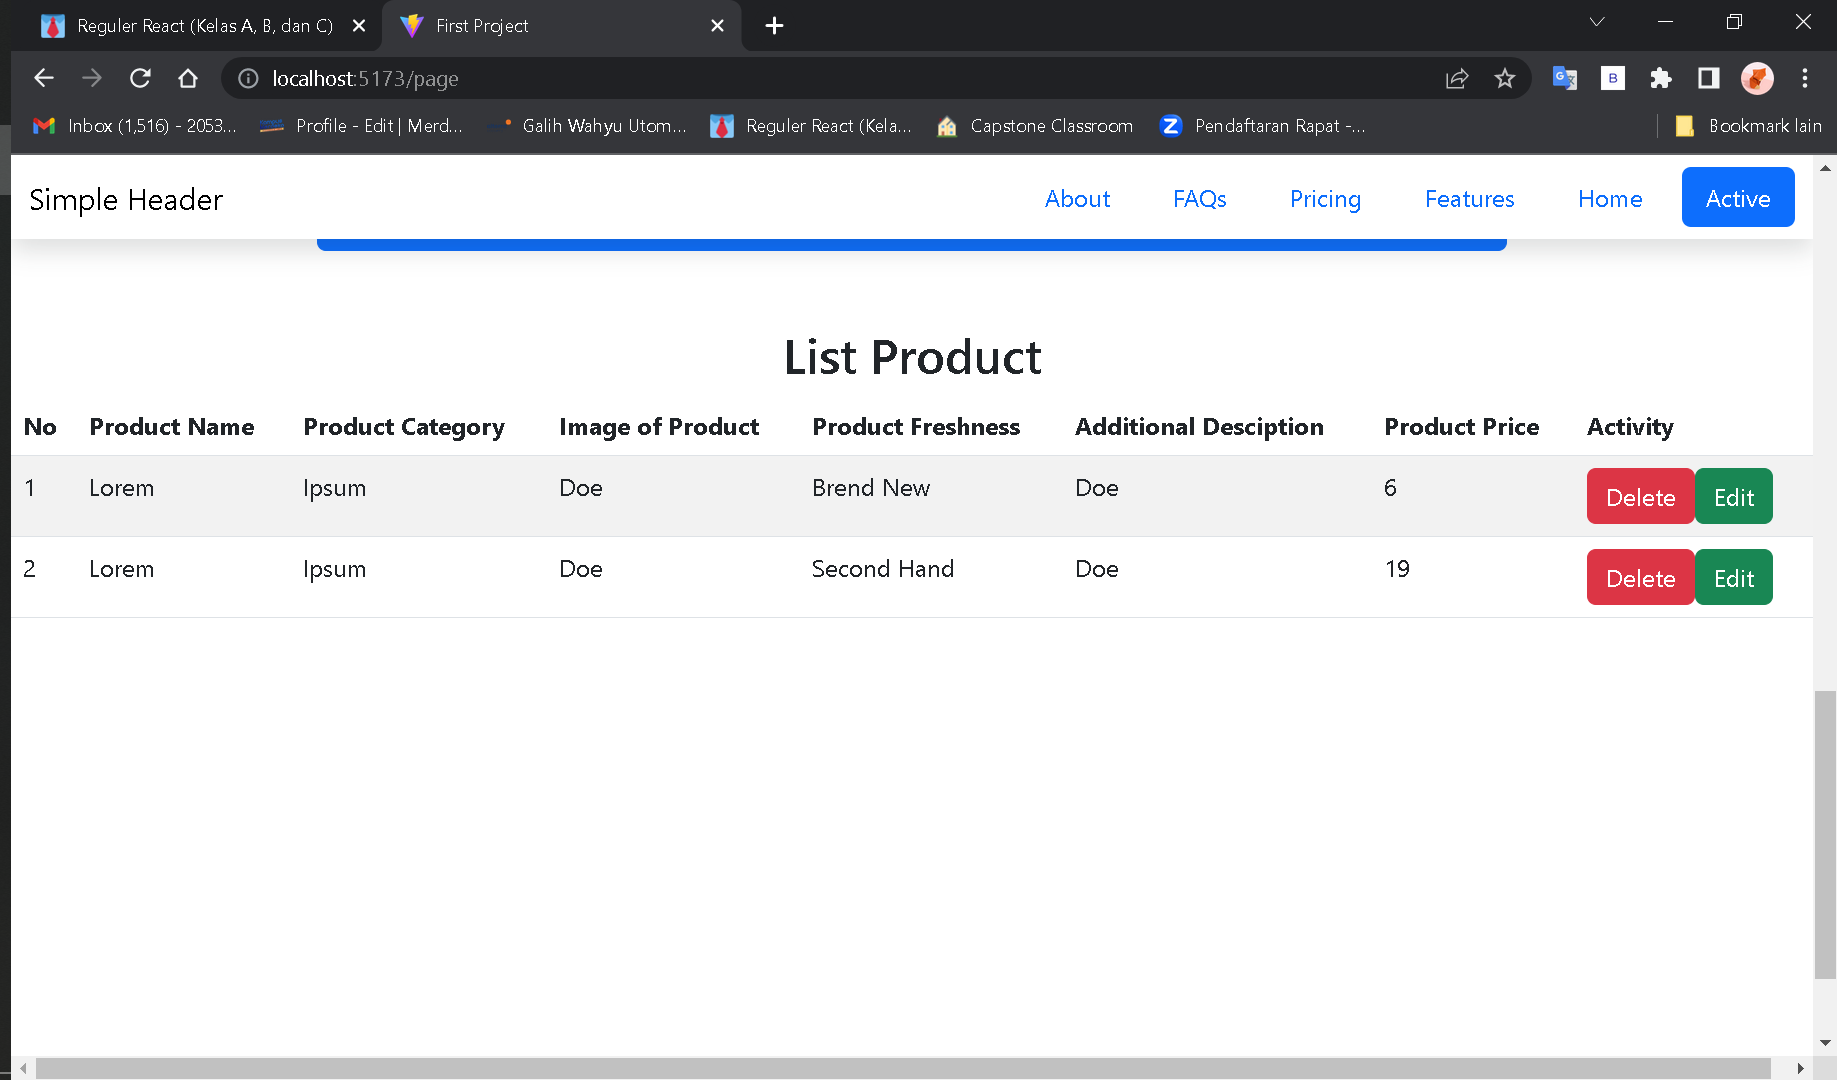 Reguler React (Kelas A, B, dan C)
First Project
localhost:5173/page
Inbox (1,516) - 2053...
Profile - Edit | Merd...
Galih Wahyu Utom...
Reguler React (Kela...
Capstone Classroom
Pendaftaran Rapat -...
Bookmark lain
Simple Header
About
FAQs
Pricing
Features
Home
Active
List Product
No Product Name Product Category Image of Product Product Freshness Additional Desciption Product Price Activity
1 Lorem Ipsum Doe Brend New Doe 6 Delete Edit
2 Lorem Ipsum Doe Second Hand Doe 19 Delete Edit